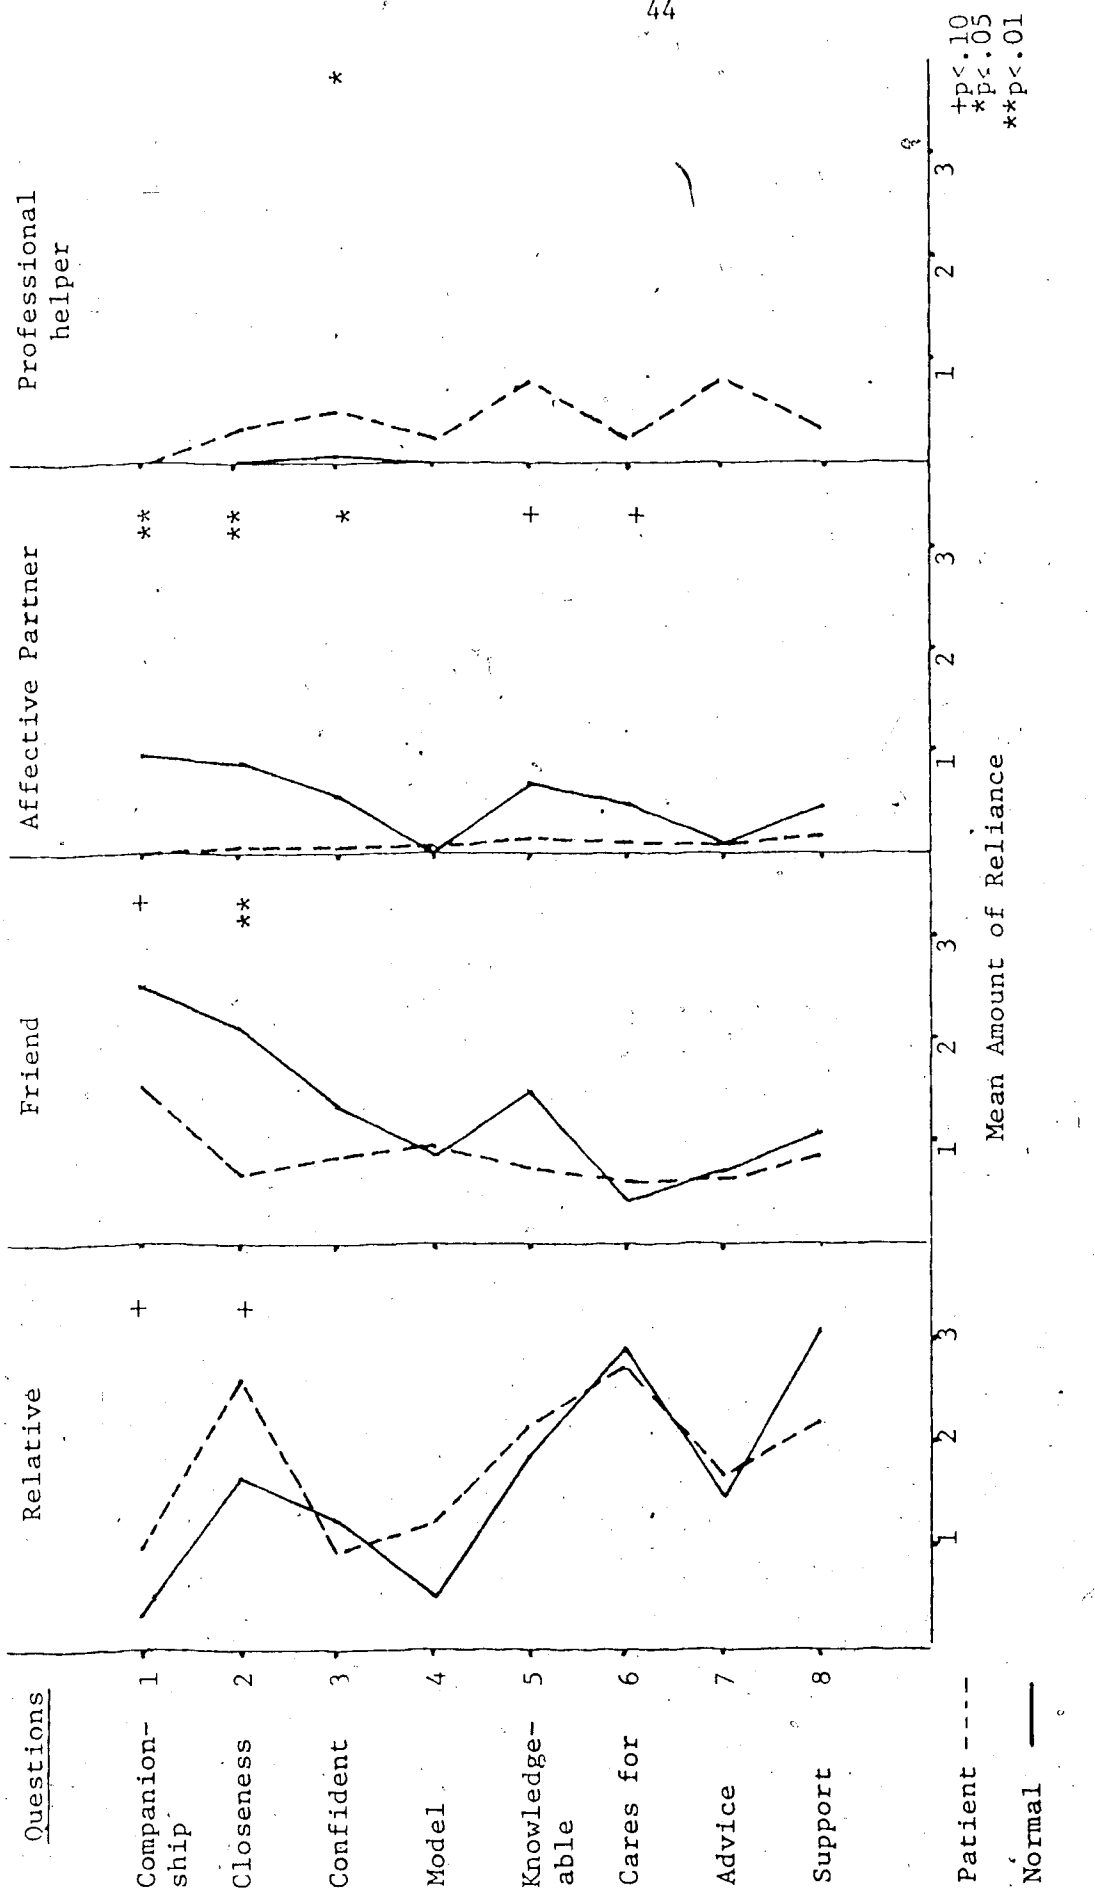 44
Questions
Relative
Friend
Affective Partner
Professional
helper
Companion-
ship
1
+
+
**
Closeness
2
+
**
**
Confident
3
*
*
Model
4
Knowledge-
able
5
+
Cares for
6
+
Advice
7
Support
8
1 2 3
1 2 3
1 2 3
1 2 3
Mean Amount of Reliance
Patient ----
Normal —
+p<.10
*p<.05
**p<.01